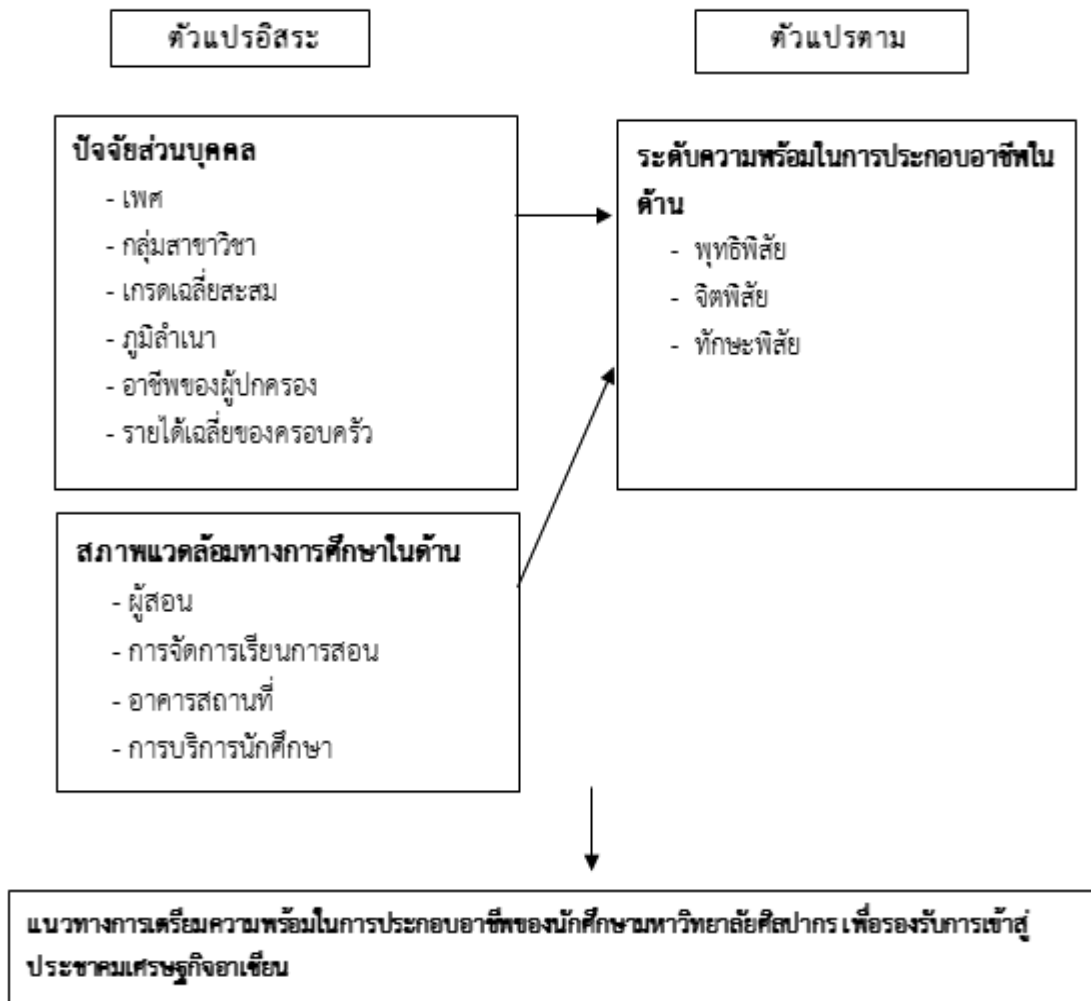 ตัวแปรอิสระ
ตัวแปรตาม
ปัจจัยส่วนบุคคล
- เพศ
- กลุ่มสาขาวิชา
- เกรดเฉลี่ยสะสม
- ภูมิลำเนา
- อาชีพของผู้ปกครอง
- รายได้เฉลี่ยของครอบครัว
ระดับความพร้อมในการประกอบอาชีพใน
ด้าน
- พุทธิพิสัย
- จิตพิสัย
- ทักษะพิสัย
สภาพแวดล้อมทางการศึกษาในด้าน
- ผู้สอน
- การจัดการเรียนการสอน
- อาคารสถานที่
- การบริการนักศึกษา
แนวทางการเตรียมความพร้อมในการประกอบอาชีพของนักศึกษามหาวิทยาลัยศิลปากร เพื่อรองรับการเข้าสู่
ประชาคมเศรษฐกิจอาเซียน